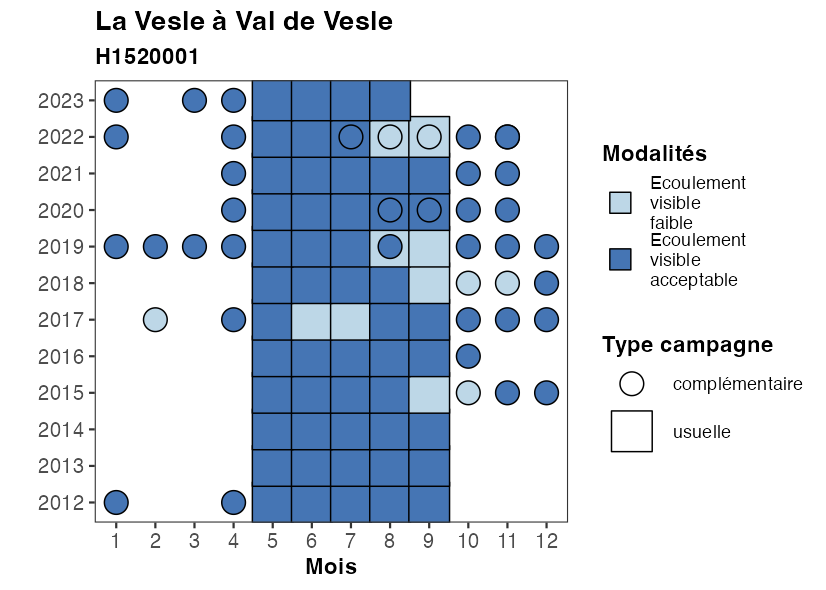 La Vesle à Val de Vesle
H1520001
2023
2022
2021
2020
2019
2018
2017
2016
2015
2014
2013
2012
1 2 3 4 5 6 7 8 9 10 11 12
Mois
Modalités
Ecoulement
visible
faible
Ecoulement
visible
acceptable
Type campagne
complémentaire
usuelle